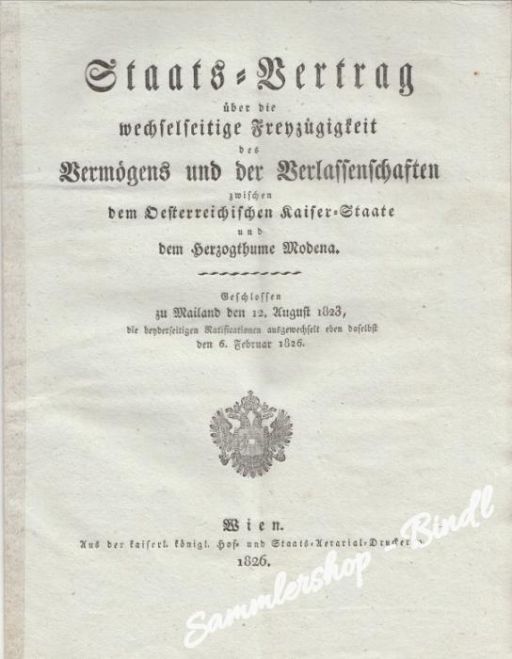 Staats-Vertrag
über die
wechselseitige Freyzügigkeit
des
Vermögens und der Verlassenschaften
zwischen
dem Oesterreichischen Kaiser-Staate
und
dem Herzogthume Modena.
Geschlossen
zu Mailand den 12. August 1823,
die beyderseitigen Ratificationen ausgewechselt eben daselbst
den 6. Februar 1826.
Wien.
Aus der kaiserl. königl. Hof- und Staats-Aerarial-Druckerey.
1826.
Sammlershop - Bindl